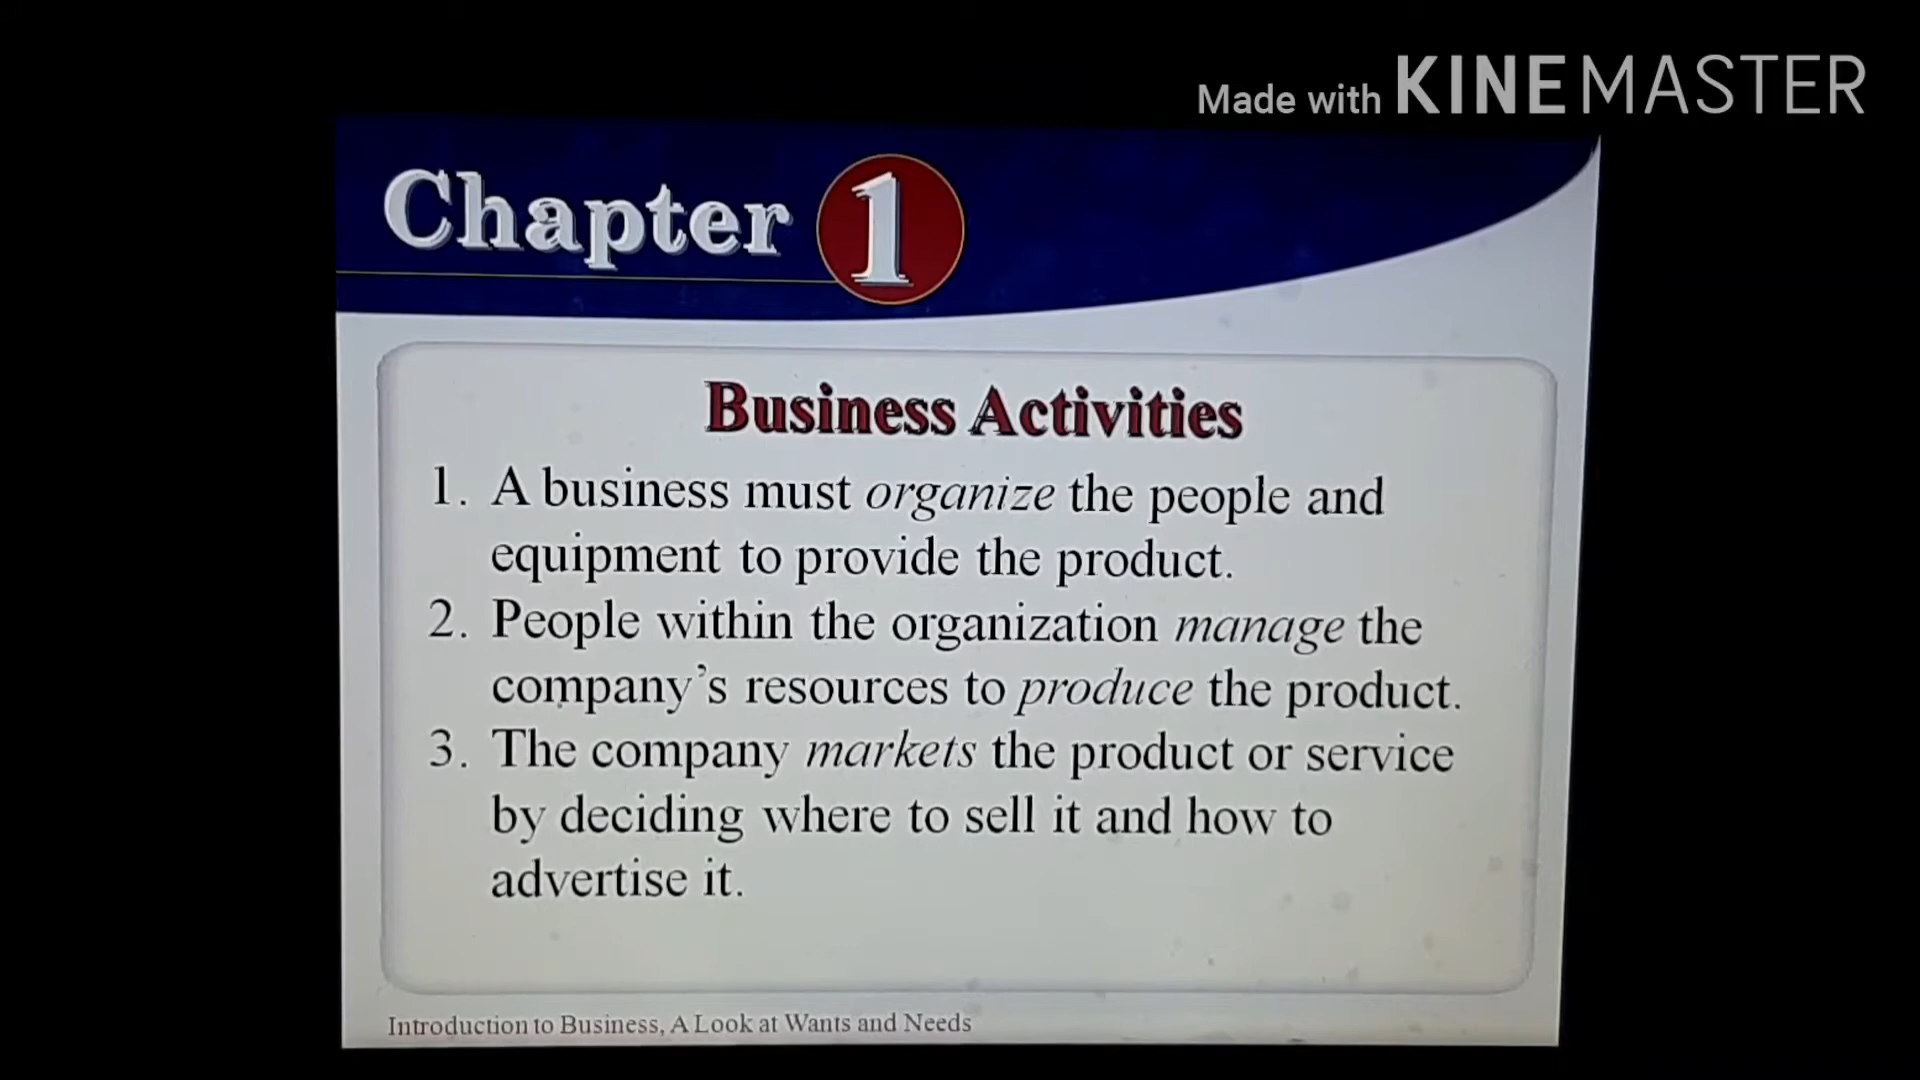 Made with KINEMASTER
Chapter 1
Business Activities
1. A business must organize the people and
equipment to provide the product.
2. People within the organization manage the
company's resources to produce the product.
3. The company markets the product or service
by deciding where to sell it and how to
advertise it.
Introduction to Business, A Look at Wants and Needs